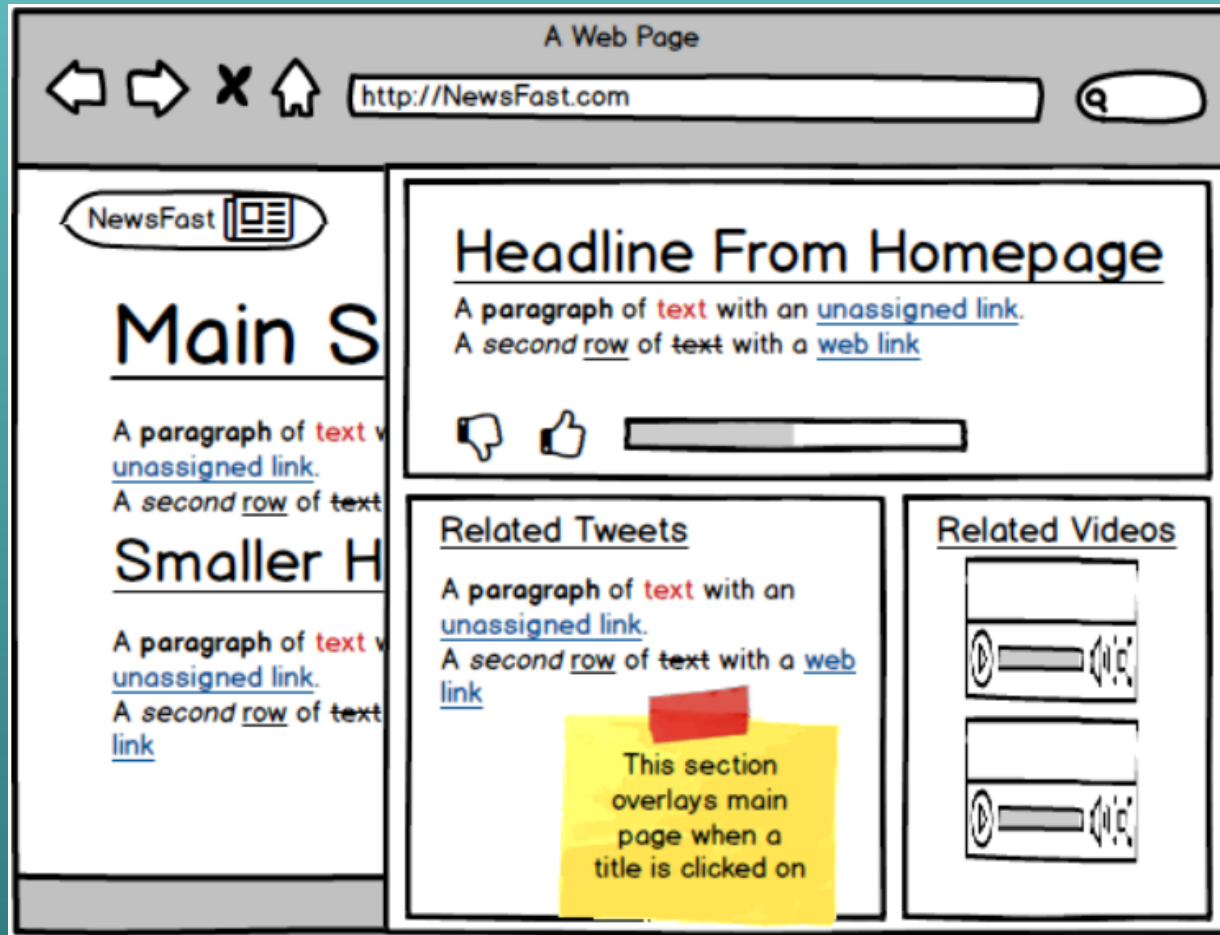 A Web Page
http://NewsFast.com
NewsFast
Main S
A paragraph of text w
unassigned link.
A second row of text
Smaller H
A paragraph of text w
unassigned link.
A second row of text
link
Headline From Homepage
A paragraph of text with an unassigned link.
A second row of text with a web link
Related Tweets
A paragraph of text with an
unassigned link.
A second row of text with a web
link
This section
overlays main
page when a
title is clicked on
Related Videos